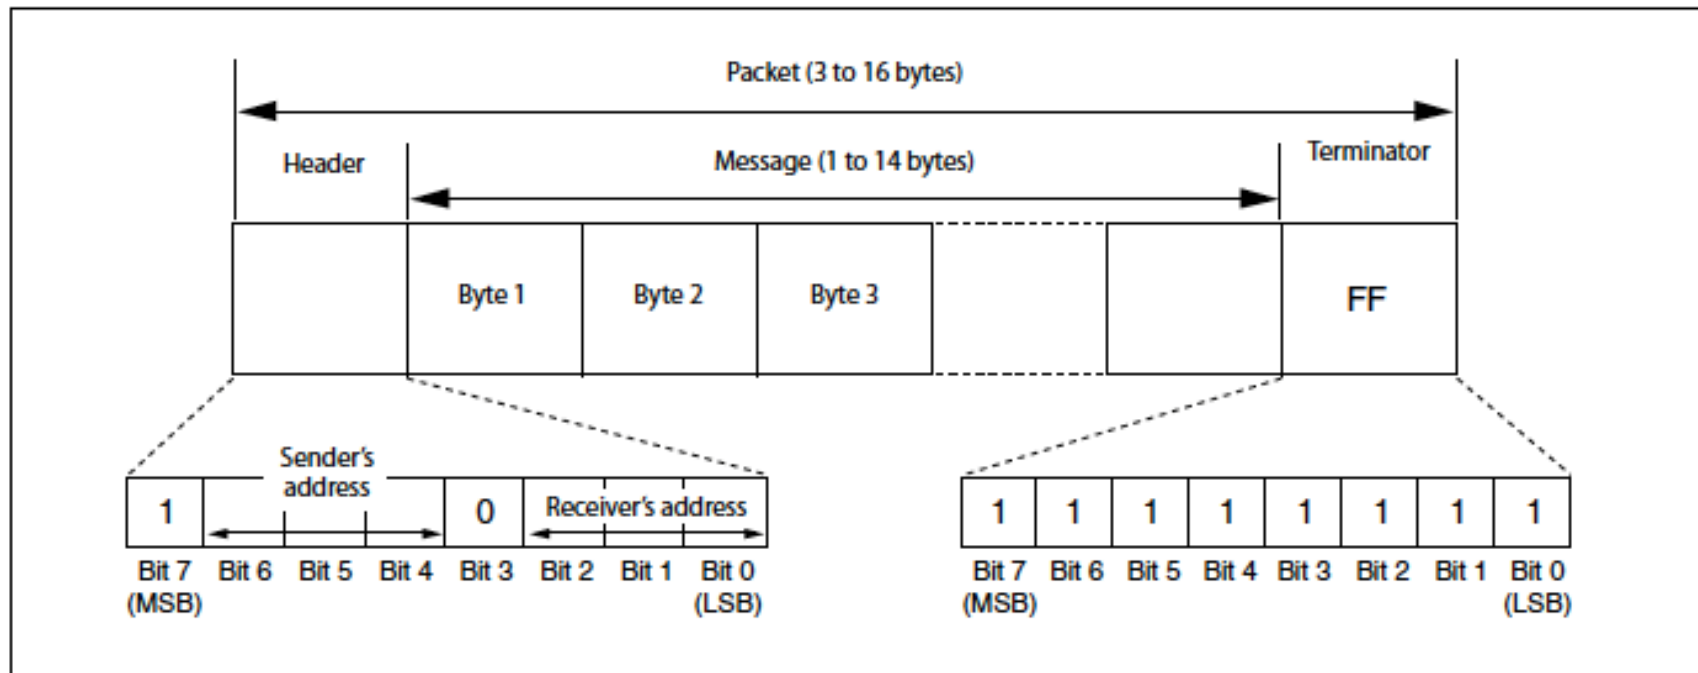 Packet (3 to 16 bytes)
Header
Message (1 to 14 bytes)
Terminator
Byte 1
Byte 2
Byte 3
FF
Sender's
address
1
0
Receiver's address
Bit 7 Bit 6 Bit 5 Bit 4 Bit 3 Bit 2 Bit 1 Bit 0
(MSB) (LSB)
1 1 1 1 1 1 1 1
Bit 7 Bit 6 Bit 5 Bit 4 Bit 3 Bit 2 Bit 1 Bit 0
(MSB) (LSB)